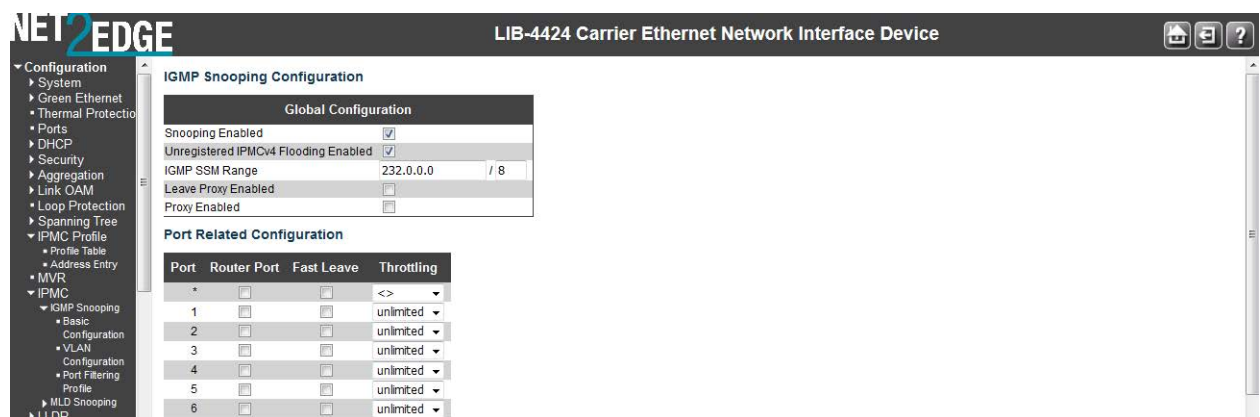 NET2EDGE
LIB-4424 Carrier Ethernet Network Interface Device
?
Configuration
System
Green Ethernet
Thermal Protectio
Ports
DHCP
Security
Aggregation
Link OAM
Loop Protection
Spanning Tree
IPMC Profile
Profile Table
Address Entry
MVR
IPMC
IGMP Snooping
Basic
Configuration
VLAN
Configuration
Port Filtering
Profile
MLD Snooping
LLDP
IGMP Snooping Configuration
Global Configuration
Snooping Enabled
Unregistered IPMCv4 Flooding Enabled
IGMP SSM Range 232.0.0.0 / 8
Leave Proxy Enabled
Proxy Enabled
Port Related Configuration
Port Router Port Fast Leave Throttling
* <>
1 unlimited
2 unlimited
3 unlimited
4 unlimited
5 unlimited
6 unlimited